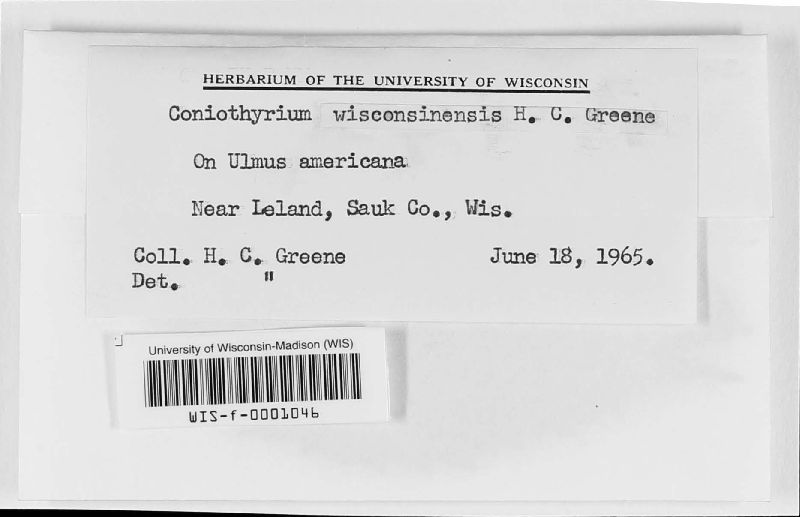 HERBARIUM OF THE UNIVERSITY OF WISCONSIN
Coniothyrium wisconsinensis H. C. Greene
On Ulmus americana
Near Leland, Sauk Co., Wis.
Coll. H. C. Greene June 18, 1965.
Det. "
University of Wisconsin-Madison (WIS)
WIS-f-0001046